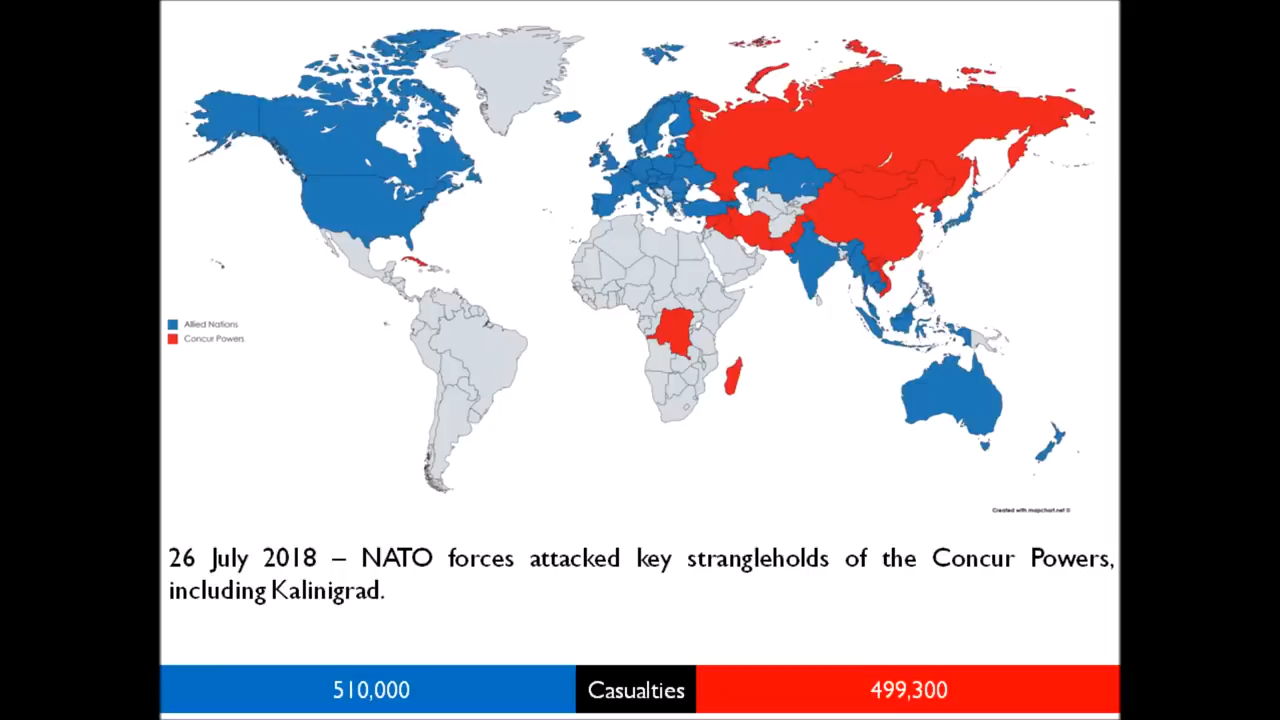 Allied Nations
Concur Powers
Created with mapchart.net ©
26 July 2018 – NATO forces attacked key strangleholds of the Concur Powers,
including Kalinigrad.
510,000 Casualties 499,300